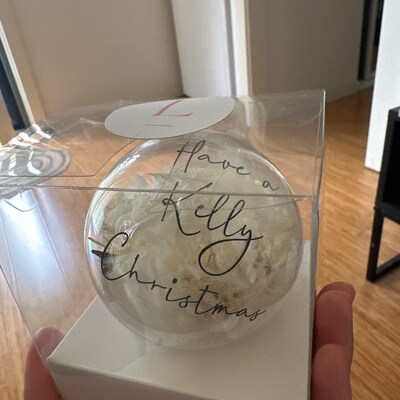 Have a
Kelly
Christmas